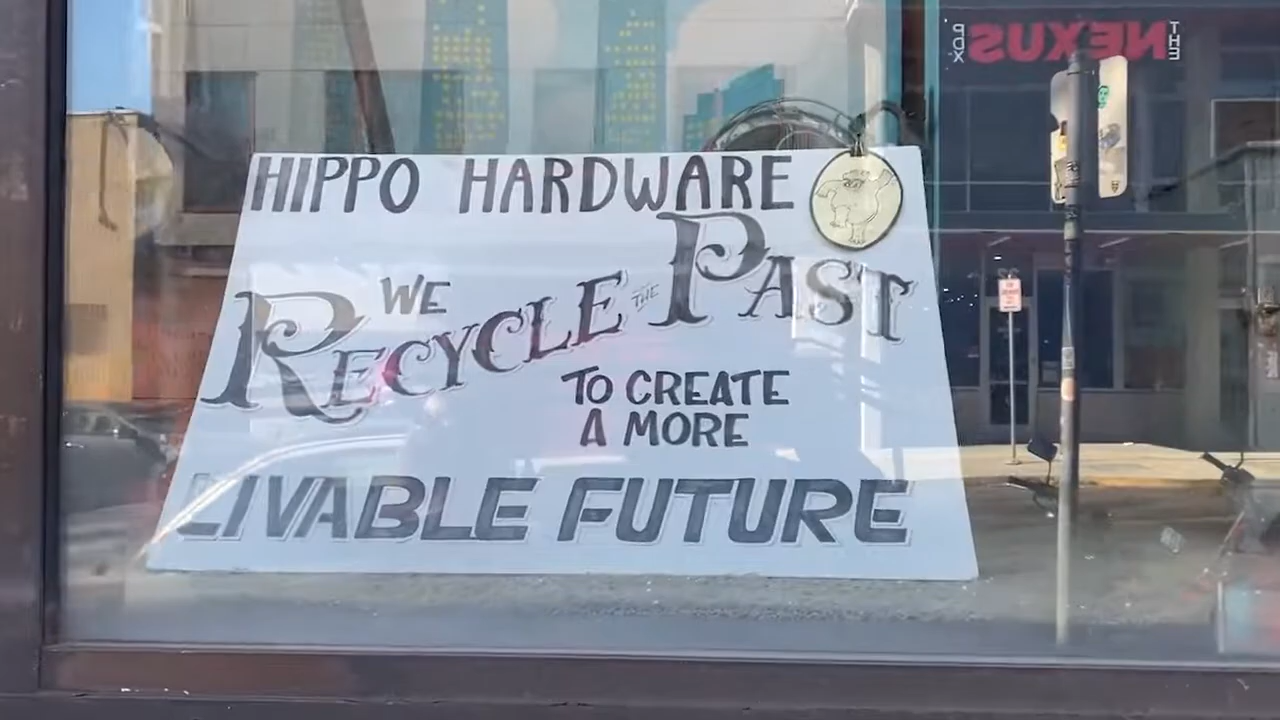 HIPPO HARDWARE
WE
RECYCLE THE PAST
TO CREATE
A MORE
LIVABLE FUTURE
THE NEXUS PDX